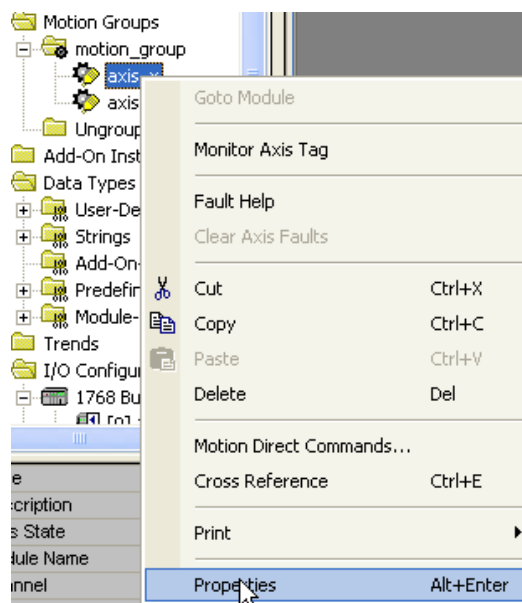 Motion Groups
motion_group
axis_x
axis
Ungroup
Add-On Inst
Data Types
User-De
Strings
Add-On-
Predefin
Module-
Trends
I/O Configur
1768 Bu
Goto Module
Monitor Axis Tag
Fault Help
Clear Axis Faults
Cut Ctrl+X
Copy Ctrl+C
Paste Ctrl+V
Delete Del
Motion Direct Commands...
Cross Reference Ctrl+E
Print
Properties Alt+Enter
e
cription
s State
dule Name
nnel